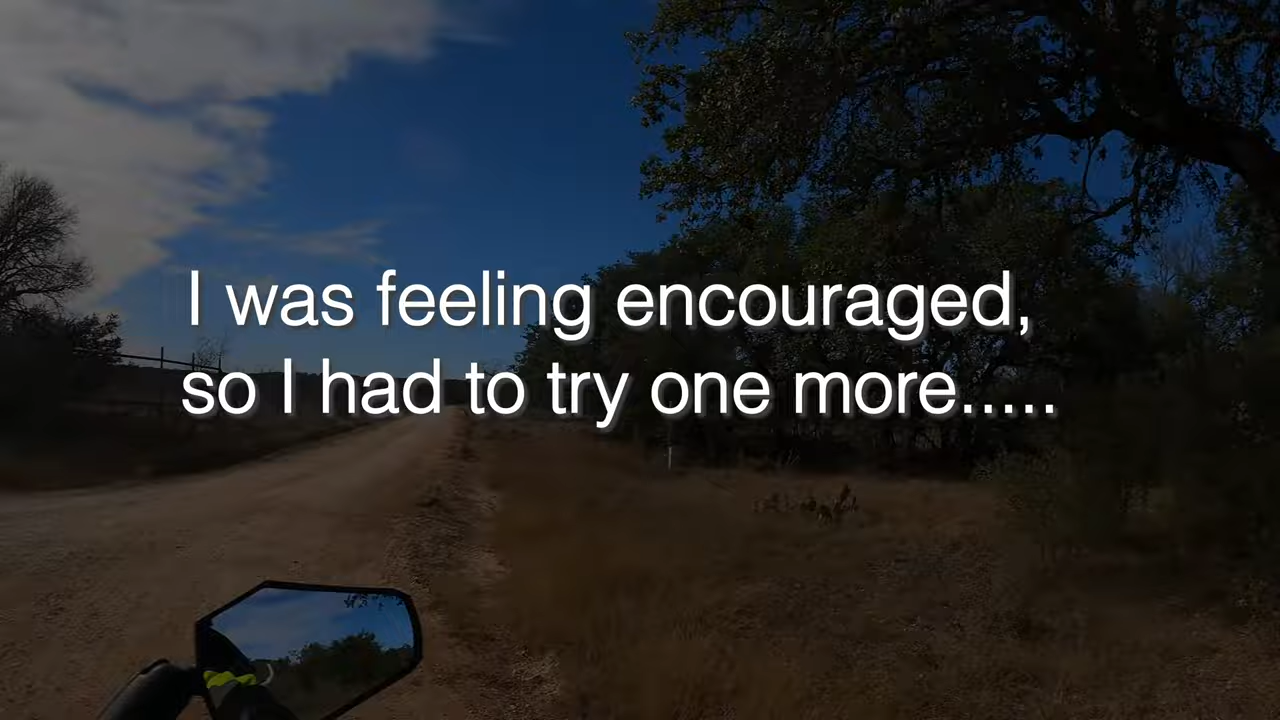 I was feeling encouraged,
so I had to try one more.....